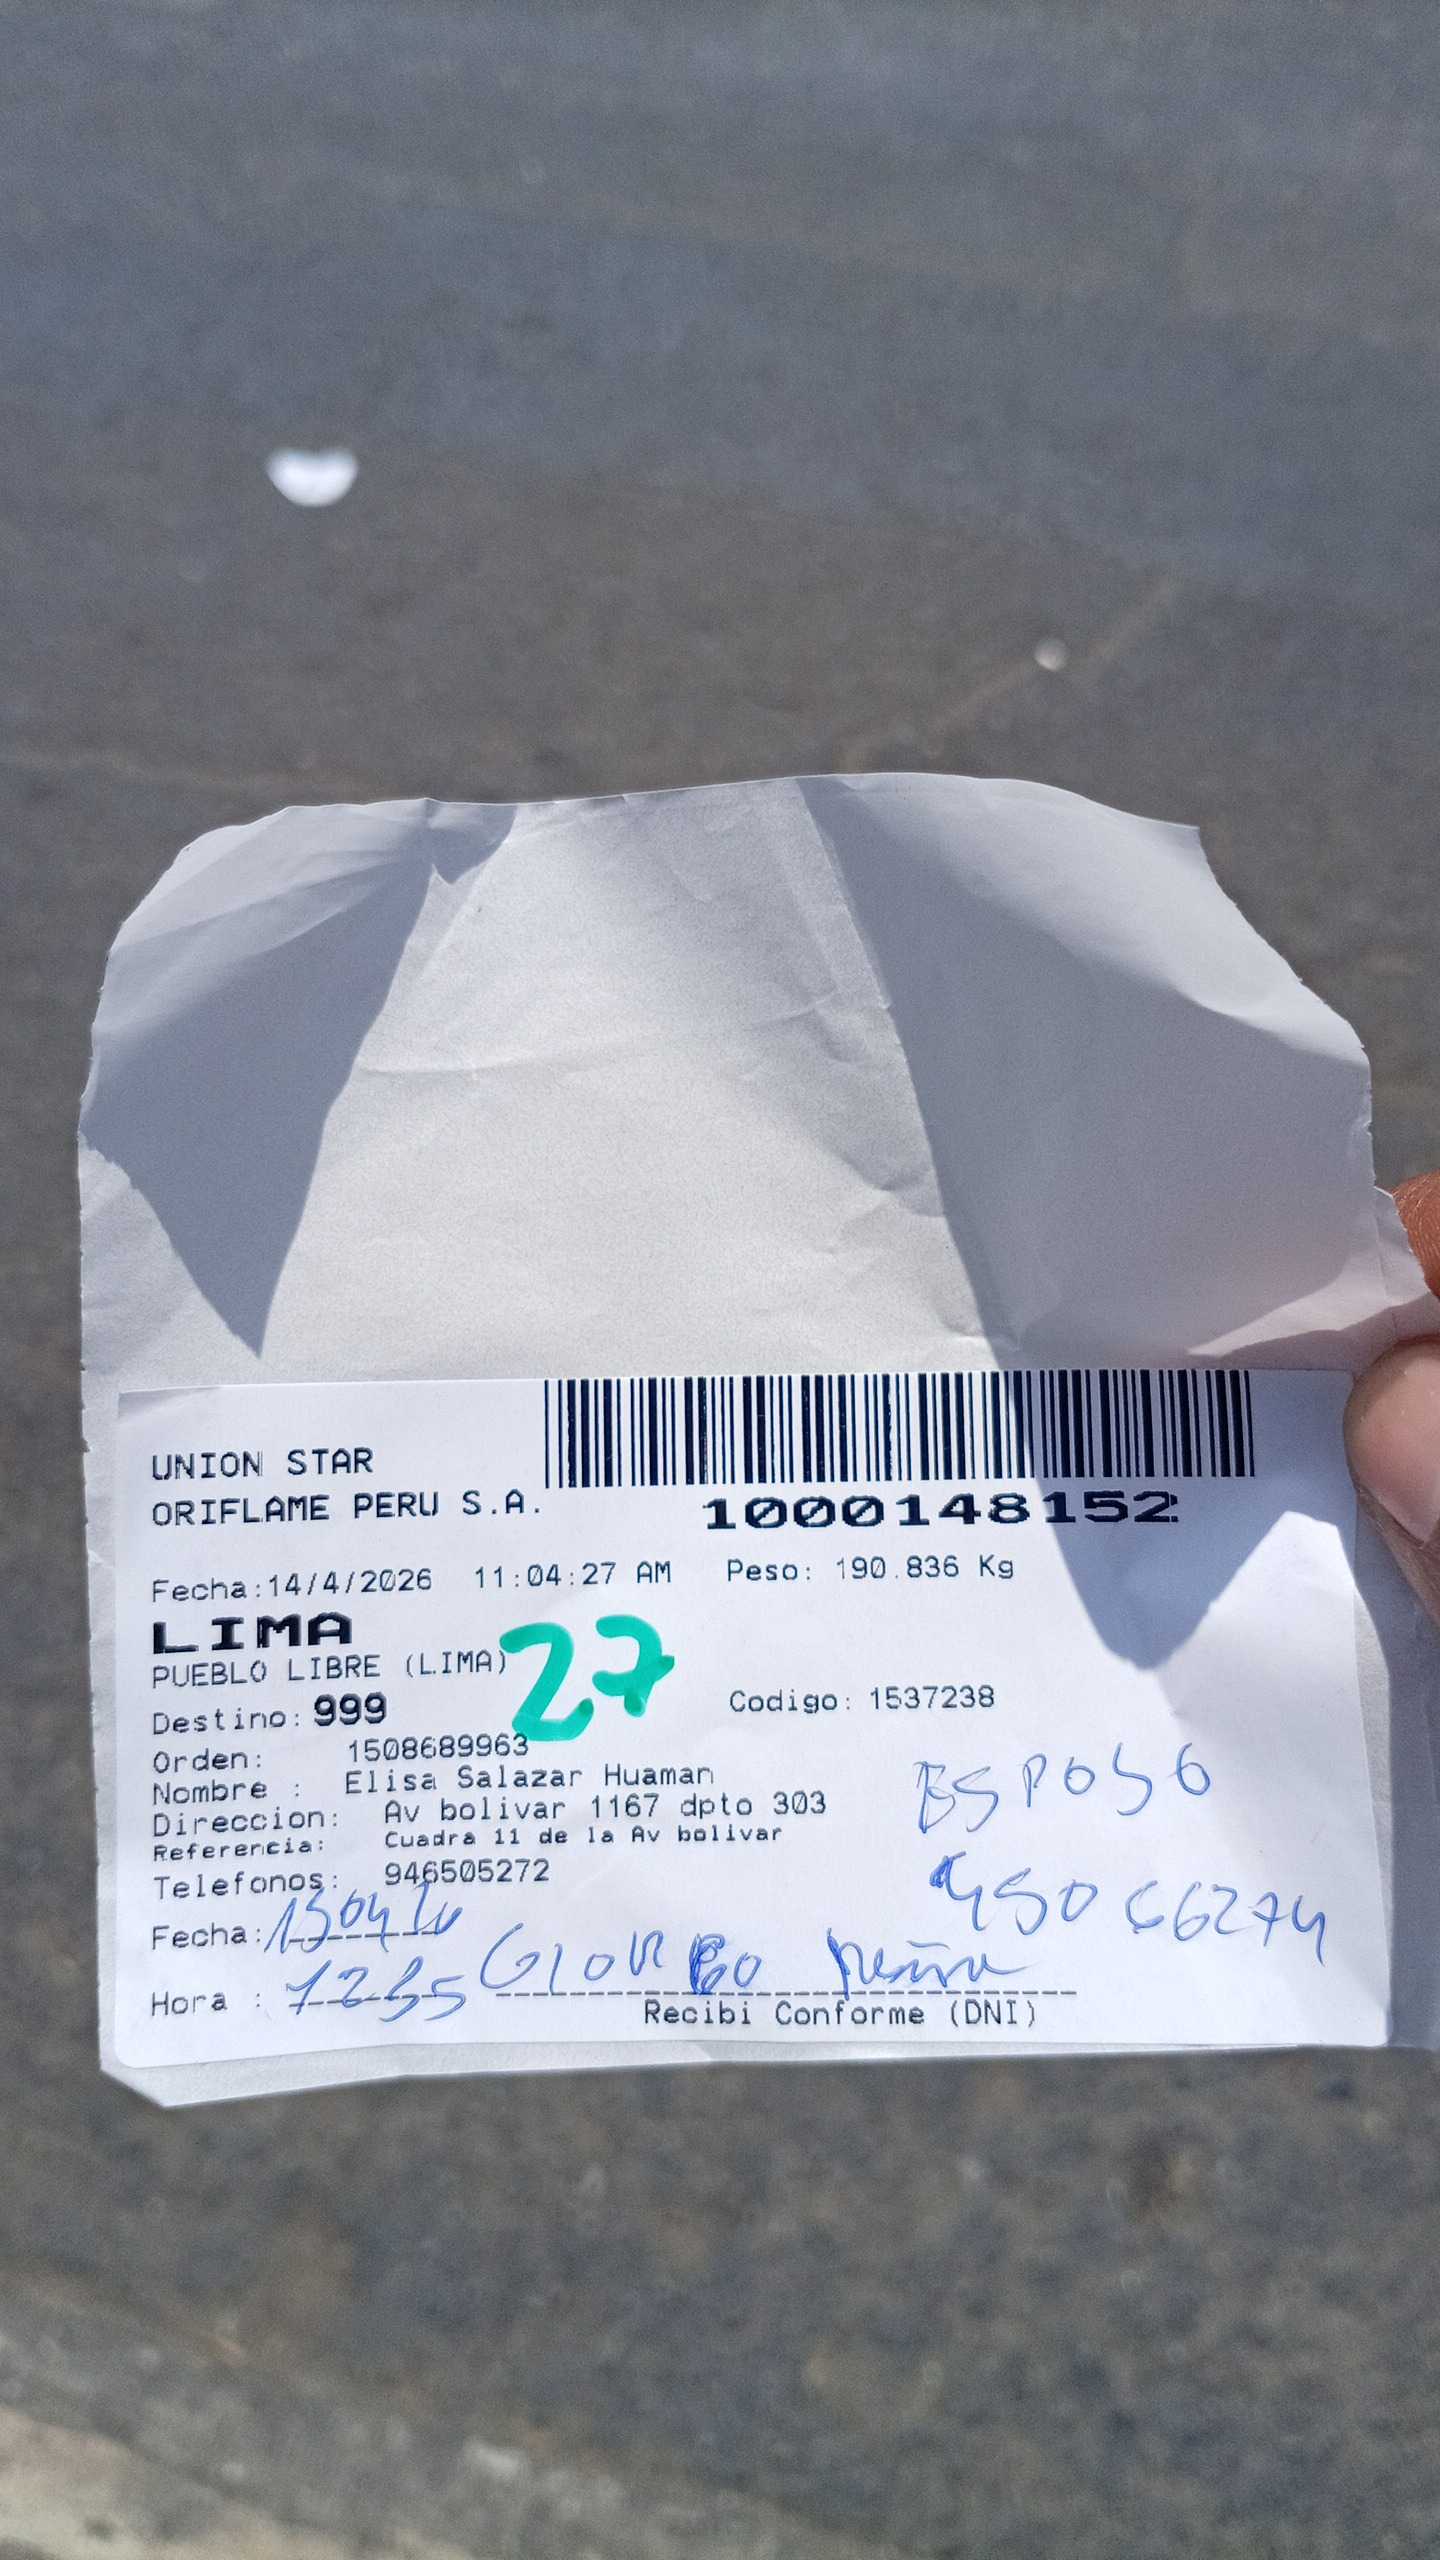 UNION STAR
ORIFLAME PERU S.A.
1000148152
Fecha:14/4/2026 11:04:27 AM Peso: 190.836 Kg
LIMA
PUEBLO LIBRE (LIMA)
27
Destino: 999 Codigo: 1537238
Orden: 1508689963
Nombre : Elisa Salazar Huaman
Direccion: Av bolivar 1167 dpto 303
Referencia: Cuadra 11 de la Av bolivar
Telefonos: 946505272
ESPOSO
Fecha:
Hora : 1235
Recibi Conforme (DNI)